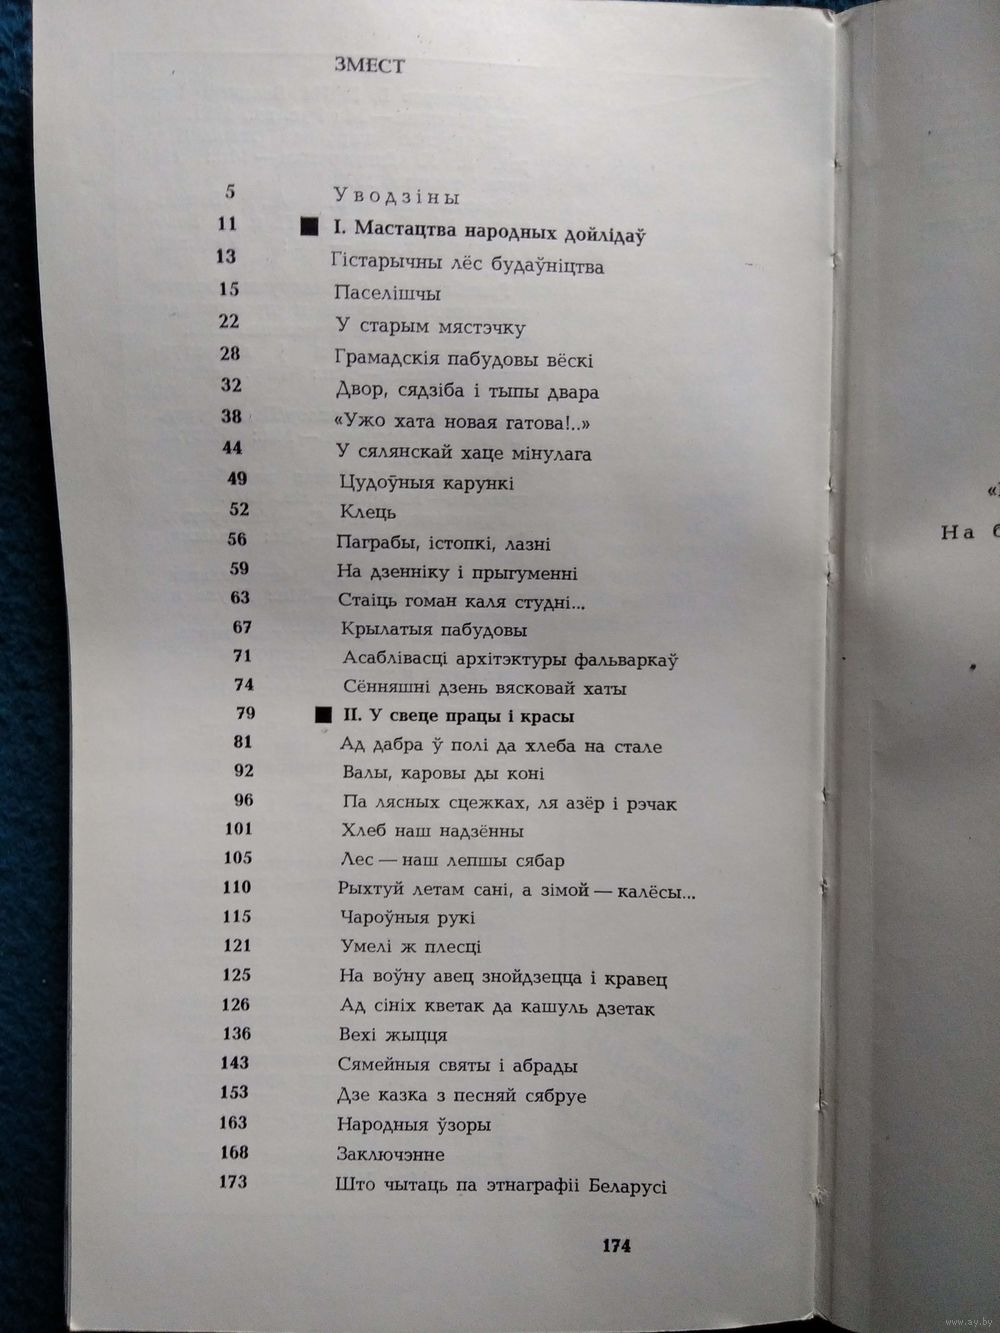 ЗМЕСТ
5 Уводзіны
11 ■ I. Мастацтва народных дойлідаў
13 Гістарычны лёс будаўніцтва
15 Паселішчы
22 У старым мястэчку
28 Грамадскія пабудовы вёскі
32 Двор, сядзіба і тыпы двара
38 «Ужо хата новая гатова!..»
44 У сялянскай хаце мінулага
49 Цудоўныя карункі
52 Клець
56 Паграбы, істопкі, лазні
59 На дзенніку і прыгуменні
63 Стаіць гоман каля студні...
67 Крылатыя пабудовы
71 Асаблівасці архітэктуры фальваркаў
74 Сённяшні дзень вясковай хаты
79 ■ II. У свеце працы і красы
81 Ад дабра ў полі да хлеба на стале
92 Валы, каровы ды коні
96 Па лясных сцежках, ля азёр і рэчак
101 Хлеб наш надзённы
105 Лес — наш лепшы сябар
110 Рыхтуй летам сані, а зімой — калёсы...
115 Чароўныя рукі
121 Умелі ж плесці
125 На воўну авец знойдзецца і кравец
126 Ад сініх кветак да кашуль дзетак
136 Вехі жыцця
143 Сямейныя святы і абрады
153 Дзе казка з песняй сябруе
163 Народныя ўзоры
168 Заключэнне
173 Што чытаць па этнаграфіі Беларусі
174
На
www.ay.by